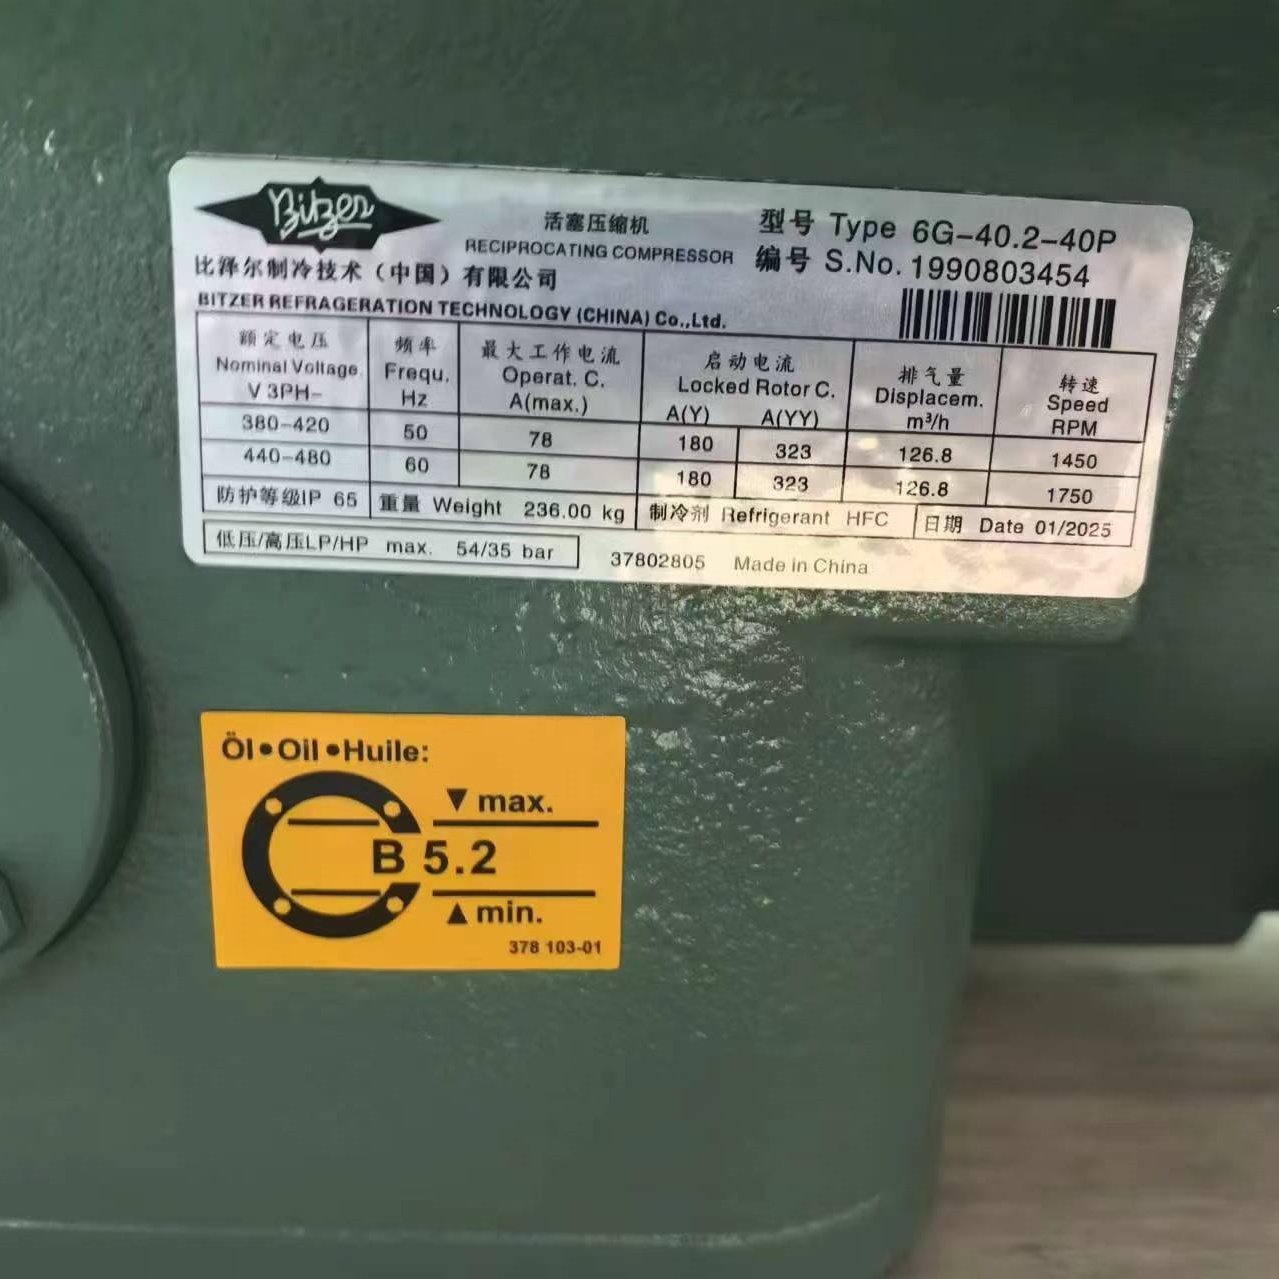 Bitzer
活塞压缩机
RECIPROCATING COMPRESSOR
型号 Type 6G-40.2-40P
编号 S.No. 1990803454
比泽尔制冷技术（中国）有限公司
BITZER REFRAGERATION TECHNOLOGY (CHINA) Co.,Ltd.
额定电压 频率 最大工作电流 启动电流 排气量 转速
Nominal Voltage Frequ. Operat. C. Locked Rotor C. Displacem. Speed
V 3PH~ Hz A(max.) A(Y) A(YY) m³/h RPM
380-420 50 78 180 323 126.8 1450
440-480 60 78 180 323 126.8 1750
防护等级IP 65 重量 Weight 236.00 kg 制冷剂 Refrigerant HFC 日期 Date 01/2025
低压/高压LP/HP max. 54/35 bar 37802805 Made in China
Öl•Oil•Huile:
▼ max.
B 5.2
▲ min.
378 103-01